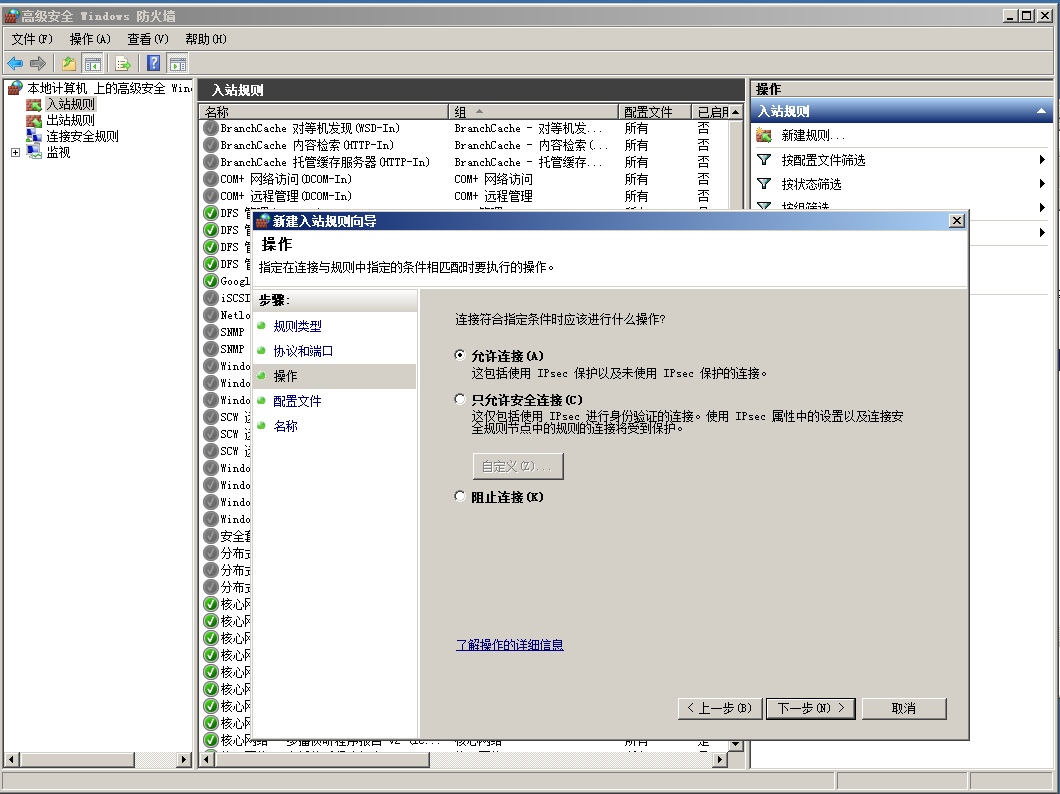 高级安全 Windows 防火墙
文件(F) 操作(A) 查看(V) 帮助(H)
本地计算机 上的高级安全 Win
入站规则
出站规则
连接安全规则
监视
入站规则
名称 组 配置文件 已启用
BranchCache 对等机发现(WSD-In) BranchCache - 对等机发... 所有 否
BranchCache 内容检索(HTTP-In) BranchCache - 内容检索(... 所有 否
BranchCache 托管缓存服务器(HTTP-In) BranchCache - 托管缓存... 所有 否
COM+ 网络访问(DCOM-In) COM+ 网络访问 所有 否
COM+ 远程管理(DCOM-In) COM+ 远程管理 所有 否
DFS 管
DFS 管
DFS 管
DFS 管
Googl
iSCSI
Netlo
SNMP
SNMP
Windo
Windo
Windo
SCW 远
SCW 远
SCW 远
Windo
Windo
Windo
Windo
安全套
分布式
分布式
分布式
核心网
核心网
核心网
核心网
核心网
核心网
核心网
核心网
核心网络 - 多播侦听程序报告 v2 (IC... 核心网络 所有 是
操作
入站规则
新建规则...
按配置文件筛选
按状态筛选
按组筛选
新建入站规则向导
操作
指定在连接与规则中指定的条件相匹配时要执行的操作。
步骤:
规则类型
协议和端口
操作
配置文件
名称
连接符合指定条件时应该进行什么操作?
允许连接(A)
这包括使用 IPsec 保护以及未使用 IPsec 保护的连接。
只允许安全连接(C)
这仅包括使用 IPsec 进行身份验证的连接。使用 IPsec 属性中的设置以及连接安
全规则节点中的规则的连接将受到保护。
自定义(Z)...
阻止连接(K)
了解操作的详细信息
< 上一步(B) 下一步(N) > 取消